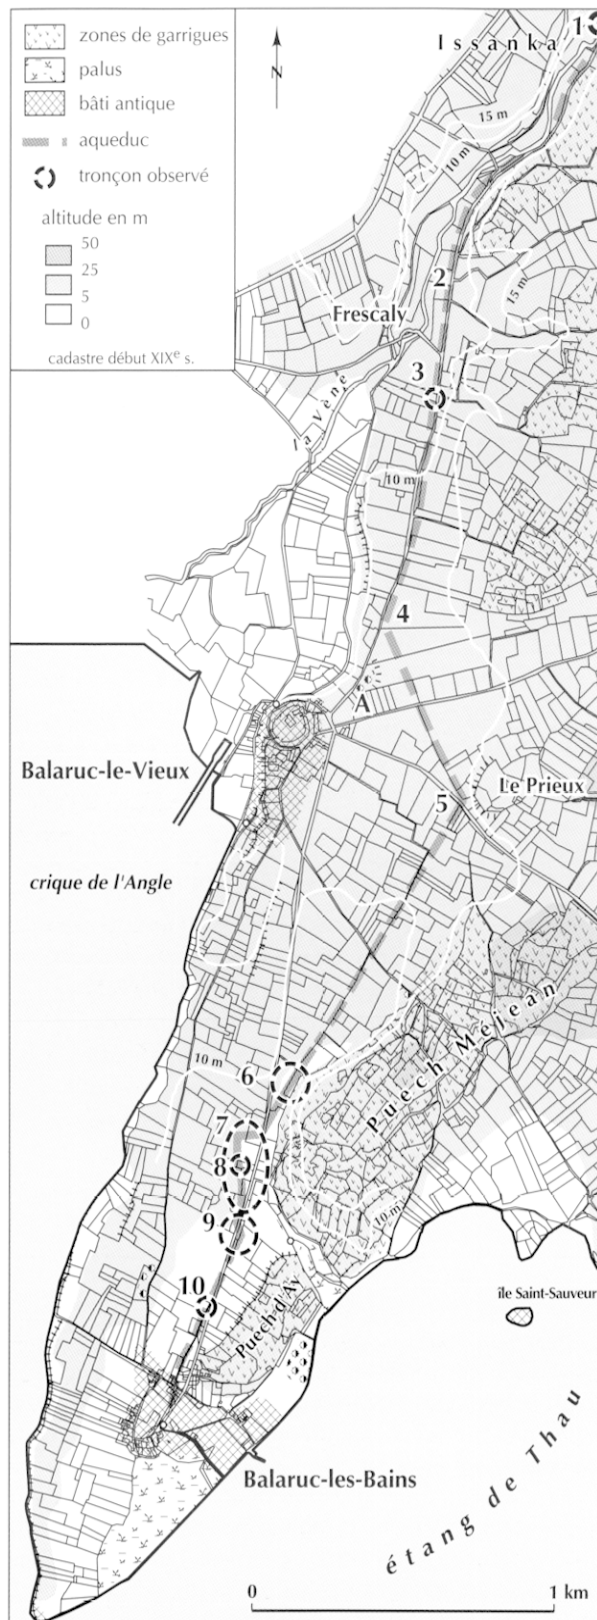 zones de garrigues
palus
bâti antique
aqueduc
tronçon observé
altitude en m
50
25
5
0
cadastre début XIXe s.
N
Issanka
1
15 m
10 m
2
15 m
Frescaly
3
la Vène
10 m
4
A
Balaruc-le-Vieux
Le Prieux
5
crique de l'Angle
Puech Méjean
10 m
6
7
8
10 m
9
10
île Saint-Sauveur
Puech d'Ay
étang de Thau
Balaruc-les-Bains
0
1 km